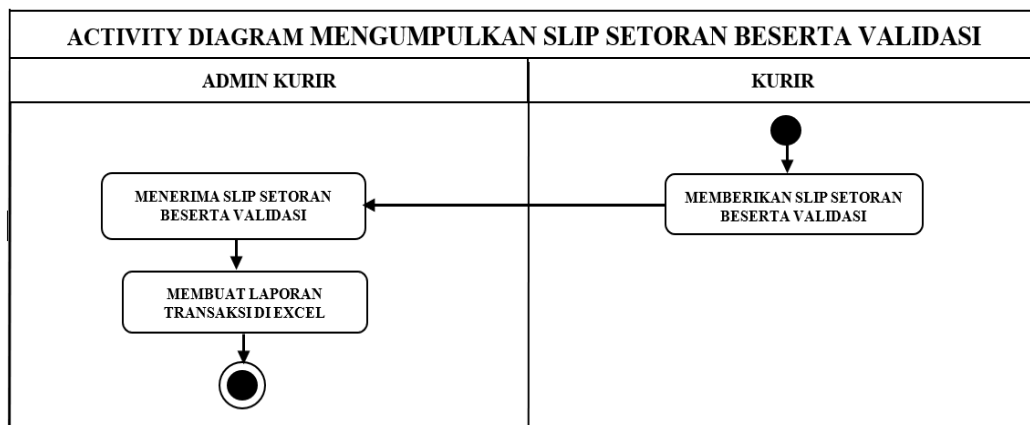 ACTIVITY DIAGRAM MENGUMPULKAN SLIP SETORAN BESERTA VALIDASI
ADMIN KURIR
KURIR
MEMBERIKAN SLIP SETORAN
BESERTA VALIDASI
MENERIMA SLIP SETORAN
BESERTA VALIDASI
MEMBUAT LAPORAN
TRANSAKSI DI EXCEL